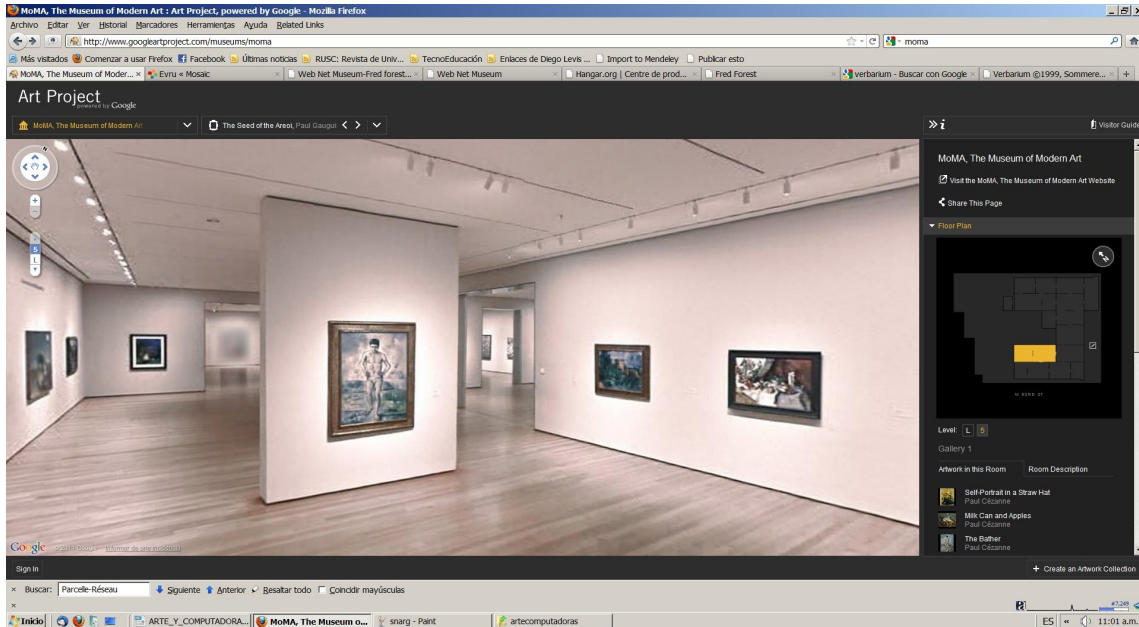 MoMA, The Museum of Modern Art : Art Project, powered by Google - Mozilla Firefox
Archivo Editar Ver Historial Marcadores Herramientas Ayuda Related Links
http://www.googleartproject.com/museums/moma
moma
Más visitados Comenzar a usar Firefox Facebook Últimas noticias RUSC: Revista de Univ... TecnoEducación Enlaces de Diego Levis ... Import to Mendeley Publicar esto
MoMA, The Museum of Moder... Evru « Mosaic Web Net Museum-Fred forest... Web Net Museum Hangar.org | Centre de prod... Fred Forest verbarium - Buscar con Google Verbarium ©1999, Sommere...
Art Project
powered by Google
MoMA, The Museum of Modern Art
The Seed of the Areoi, Paul Gaugui
i
Visitor Guide
N
5
L
MoMA, The Museum of Modern Art
Visit the MoMA, The Museum of Modern Art Website
Share This Page
Floor Plan
Level: L 5
Gallery 1
Artwork in this Room Room Description
Self-Portrait in a Straw Hat
Paul Cézanne
Milk Can and Apples
Paul Cézanne
The Bather
Paul Cézanne
Google
Informar de una incidencia
Sign In
+ Create an Artwork Collection
× Buscar: Parcelle-Réseau Siguiente Anterior Resaltar todo Coincidir mayúsculas
×
#7,249
Inicio ARTE_Y_COMPUTADORA... MoMA, The Museum o... snarg - Paint artecomputadoras ES « 11:01 a.m.